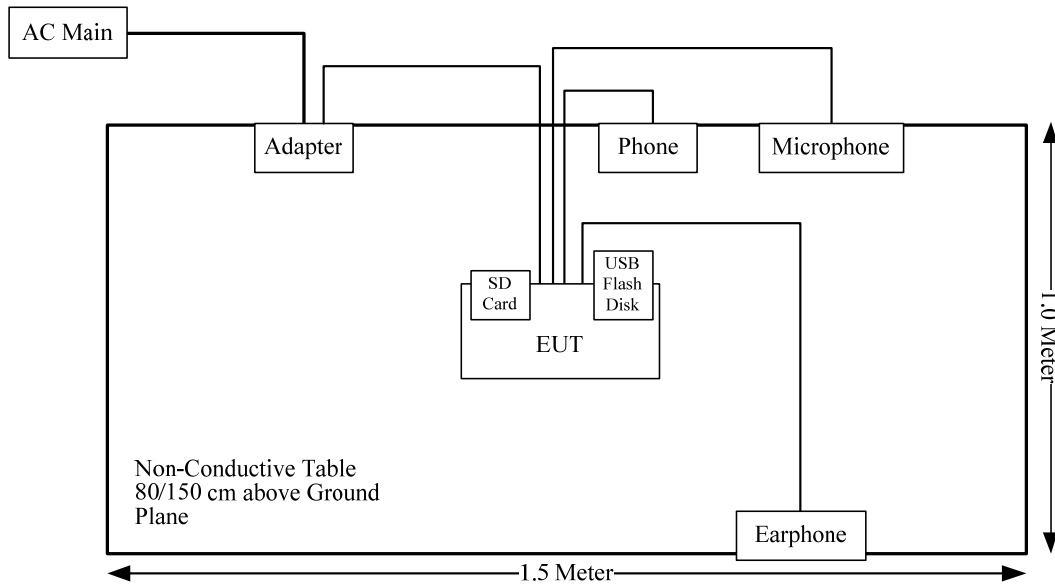 AC Main
Adapter
Phone
Microphone
SD
Card
USB
Flash
Disk
EUT
1.0 Meter
Non-Conductive Table
80/150 cm above Ground
Plane
Earphone
1.5 Meter